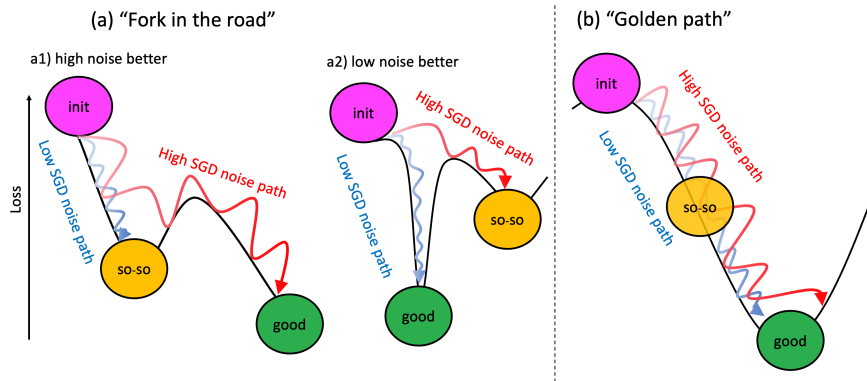 (a) “Fork in the road”
(b) “Golden path”
a1) high noise better
a2) low noise better
Loss
init
Low SGD noise path
High SGD noise path
so-so
good
init
Low SGD noise path
High SGD noise path
so-so
good
init
High SGD noise path
Low SGD noise path
so-so
good